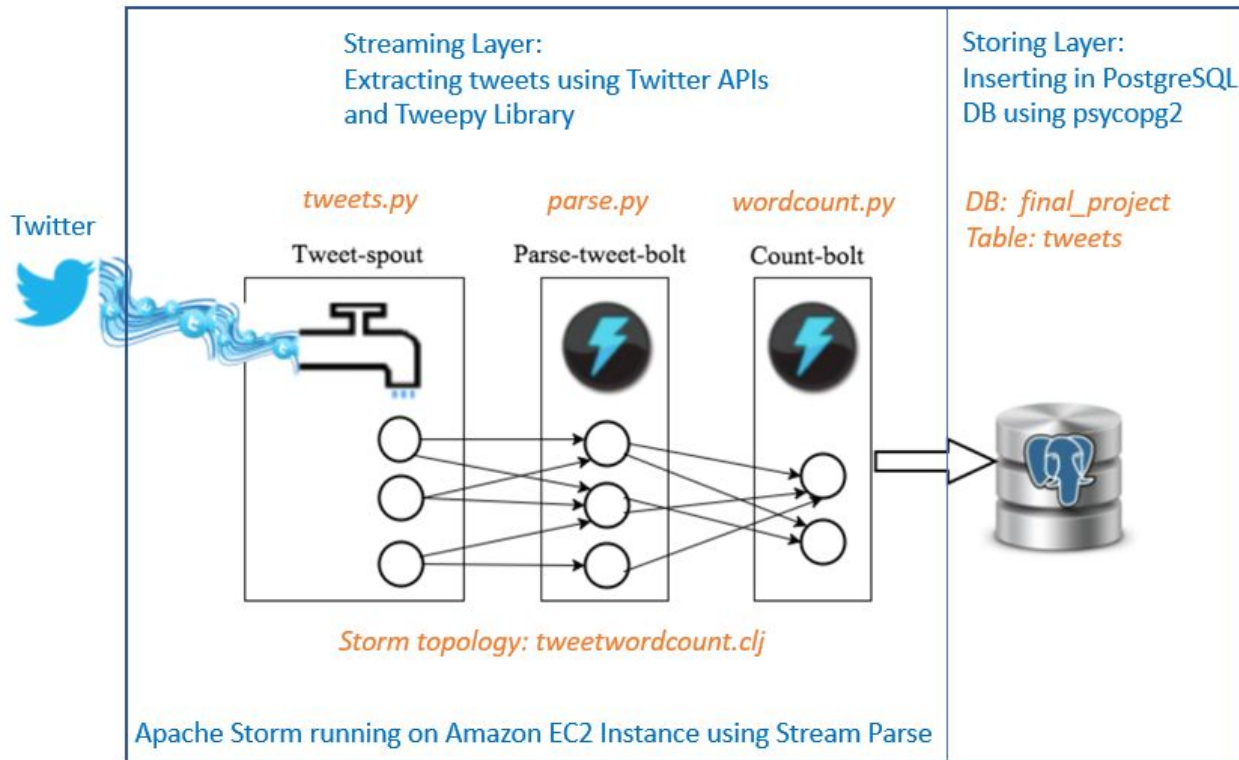 Streaming Layer:
Extracting tweets using Twitter APIs
and Tweepy Library
Storing Layer:
Inserting in PostgreSQL
DB using psycopg2
tweets.py
parse.py
wordcount.py
DB: final_project
Table: tweets
Twitter
Tweet-spout
Parse-tweet-bolt
Count-bolt
Storm topology: tweetwordcount.clj
Apache Storm running on Amazon EC2 Instance using Stream Parse